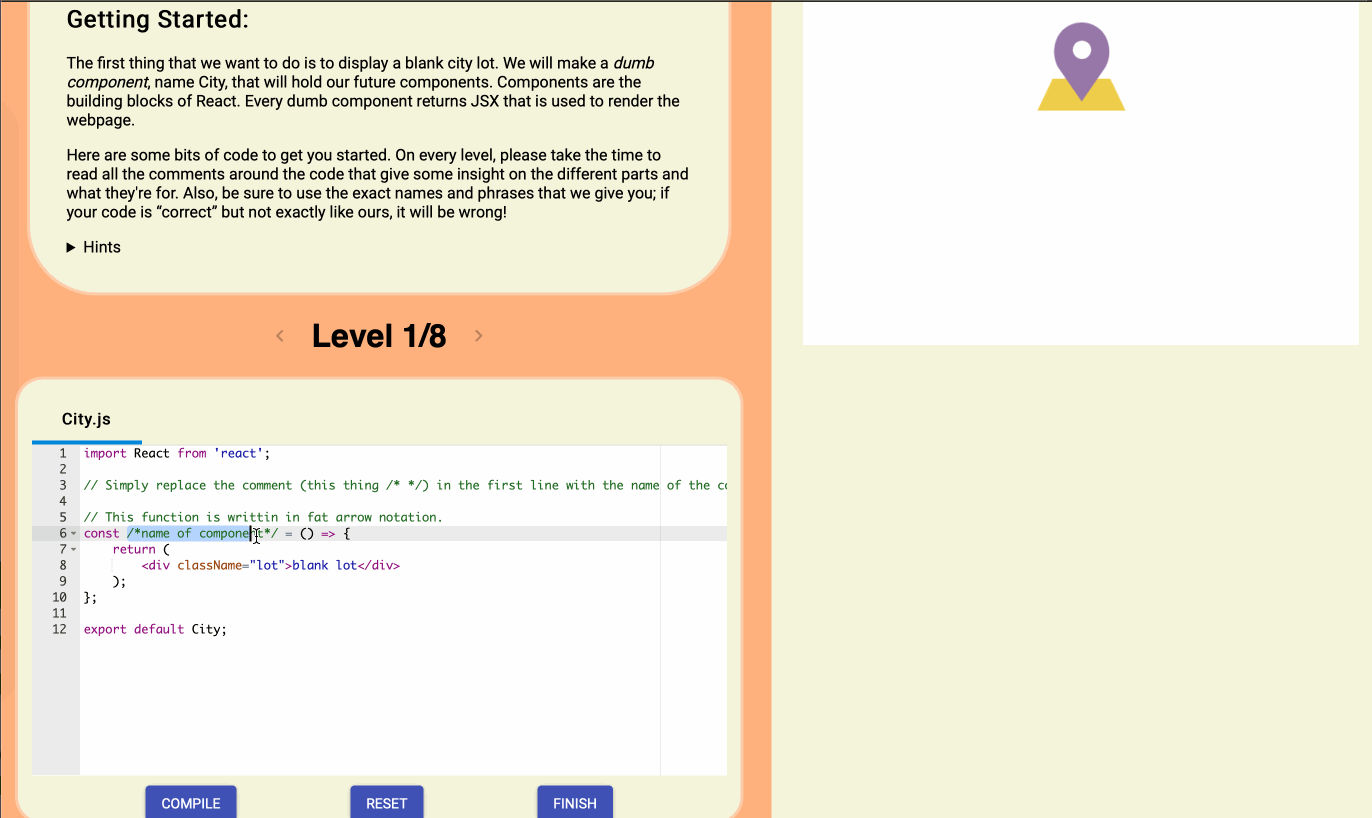 Getting Started:
The first thing that we want to do is to display a blank city lot. We will make a dumb
component, name City, that will hold our future components. Components are the
building blocks of React. Every dumb component returns JSX that is used to render the
webpage.
Here are some bits of code to get you started. On every level, please take the time to
read all the comments around the code that give some insight on the different parts and
what they're for. Also, be sure to use the exact names and phrases that we give you; if
your code is “correct” but not exactly like ours, it will be wrong!
▶ Hints
< Level 1/8 >
City.js
1 import React from 'react';
2
3 // Simply replace the comment (this thing /* */) in the first line with the name of the co
4
5 // This function is writtin in fat arrow notation.
6 const /*name of component*/ = () => {
7 return (
8 <div className="lot">blank lot</div>
9 );
10 };
11
12 export default City;
COMPILE RESET FINISH